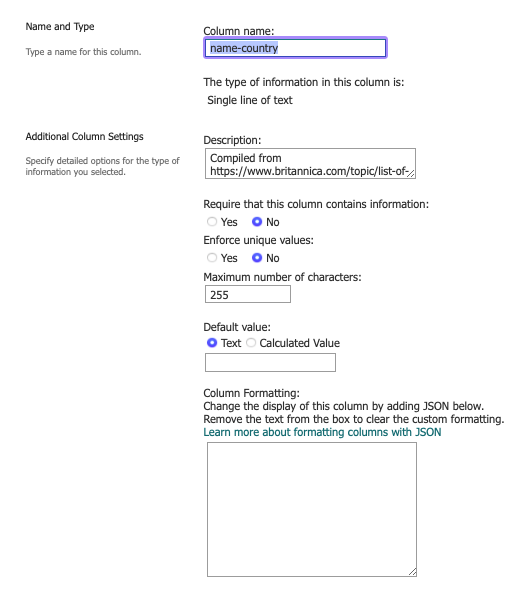 Name and Type
Type a name for this column.
Column name:
name-country
The type of information in this column is:
Single line of text
Additional Column Settings
Specify detailed options for the type of
information you selected.
Description:
Compiled from
https://www.britannica.com/topic/list-of-
Require that this column contains information:
Yes No
Enforce unique values:
Yes No
Maximum number of characters:
255
Default value:
Text Calculated Value
Column Formatting:
Change the display of this column by adding JSON below.
Remove the text from the box to clear the custom formatting.
Learn more about formatting columns with JSON